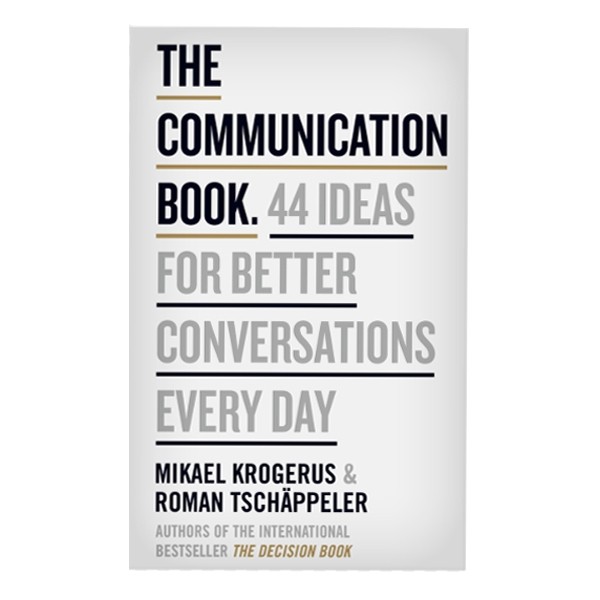 THE
COMMUNICATION
BOOK. 44 IDEAS
FOR BETTER
CONVERSATIONS
EVERY DAY
MIKAEL KROGERUS &
ROMAN TSCHÄPPELER
AUTHORS OF THE INTERNATIONAL
BESTSELLER THE DECISION BOOK